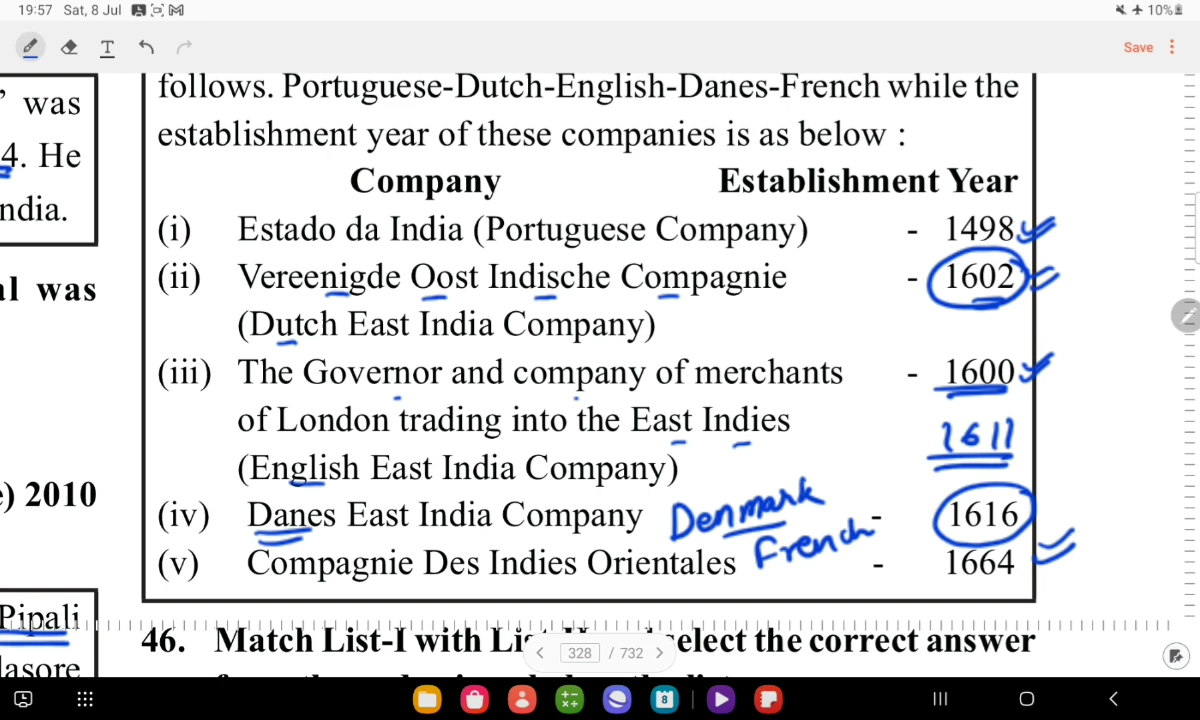 19:57 Sat, 8 Jul
10%
T
Save
was
4. He
ndia.
al was
) 2010
Pipali
lasore
follows. Portuguese-Dutch-English-Danes-French while the
establishment year of these companies is as below :
Company Establishment Year
(i) Estado da India (Portuguese Company) - 1498
(ii) Vereenigde Oost Indische Compagnie - 1602
(Dutch East India Company)
(iii) The Governor and company of merchants - 1600
of London trading into the East Indies 1611
(English East India Company)
(iv) Danes East India Company Denmark - 1616
(v) Compagnie Des Indies Orientales French - 1664
46. Match List-I with Li select the correct answer
328 / 732
8